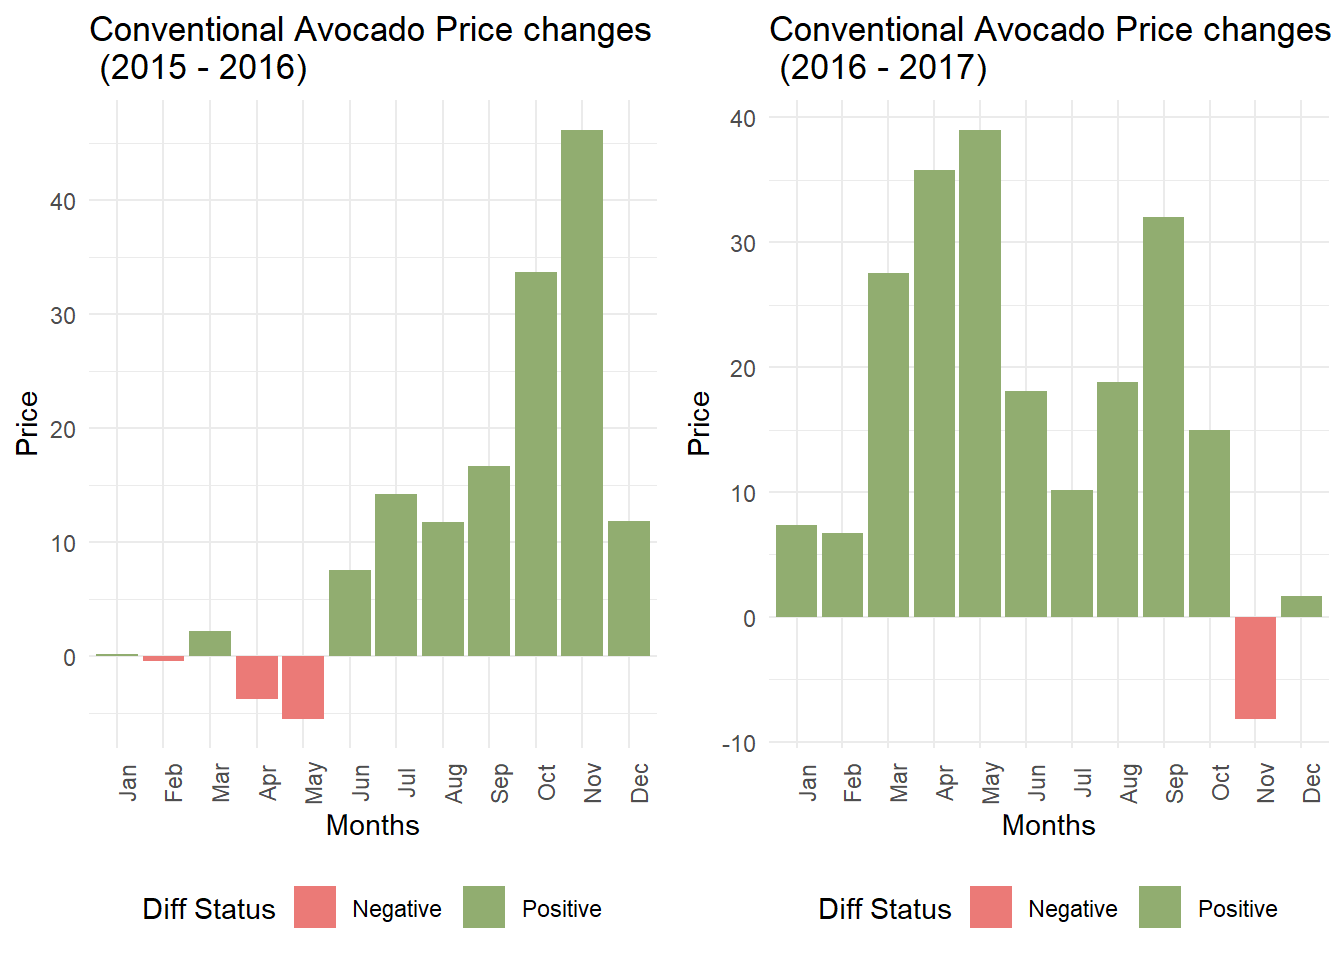 Conventional Avocado Price changes
(2015 - 2016)
Price
40
30
20
10
0
Jan
Feb
Mar
Apr
May
Jun
Jul
Aug
Sep
Oct
Nov
Dec
Months
Diff Status
Negative
Positive
Conventional Avocado Price changes
(2016 - 2017)
Price
40
30
20
10
0
-10
Jan
Feb
Mar
Apr
May
Jun
Jul
Aug
Sep
Oct
Nov
Dec
Months
Diff Status
Negative
Positive